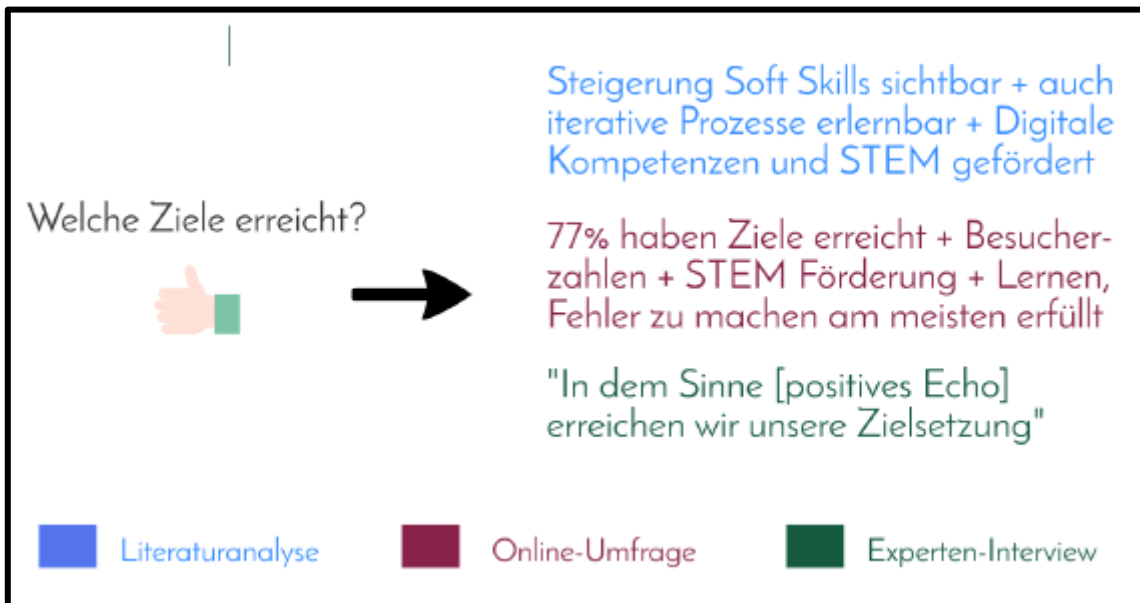 Steigerung Soft Skills sichtbar + auch
iterative Prozesse erlernbar + Digitale
Kompetenzen und STEM gefördert
Welche Ziele erreicht?
77% haben Ziele erreicht + Besucher-
zahlen + STEM Förderung + Lernen,
Fehler zu machen am meisten erfüllt
"In dem Sinne [positives Echo]
erreichen wir unsere Zielsetzung"
Literaturanalyse
Online-Umfrage
Experten-Interview